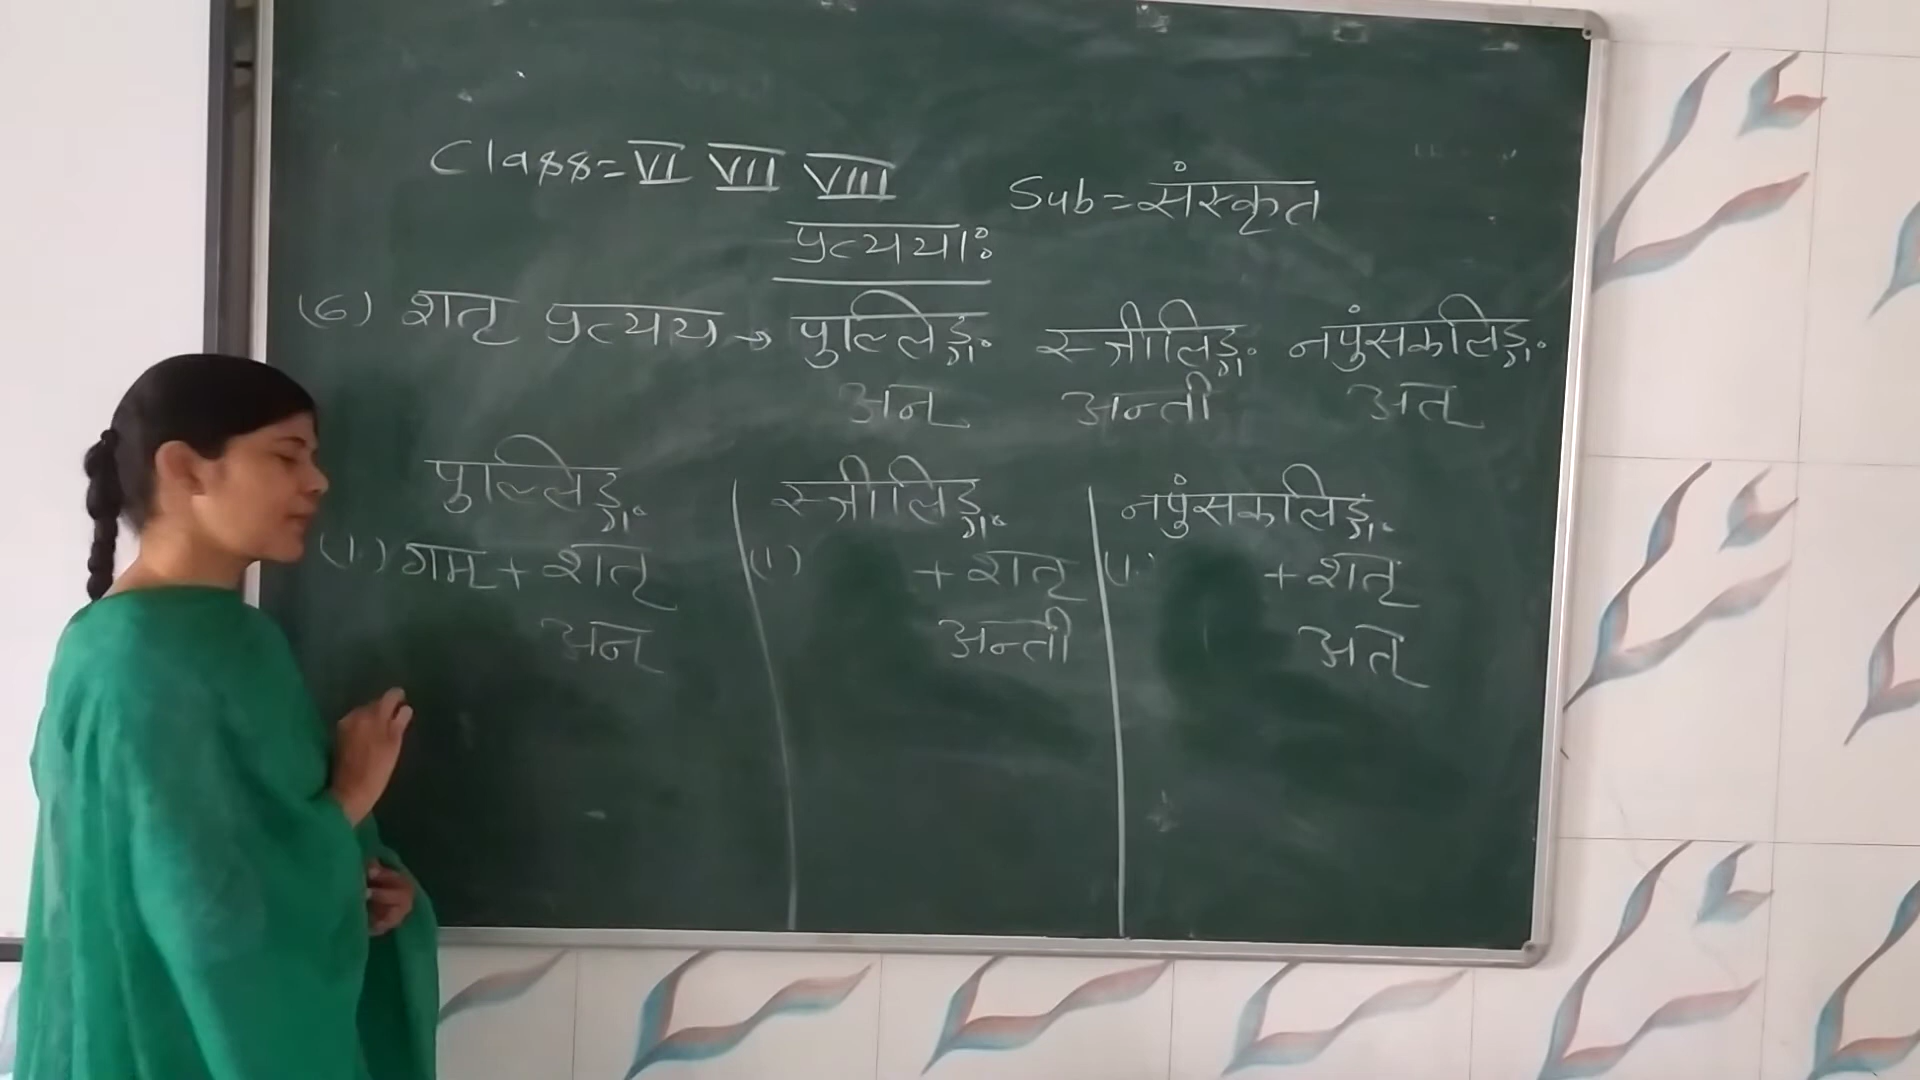 Class = VI VII VIII
Sub = संस्कृत
प्रत्ययाः
(6) शतृ प्रत्यय → पुल्लिङ्ग. स्त्रीलिङ्ग. नपुंसकलिङ्ग.
अन् अन्ती अत्
पुल्लिङ्ग. स्त्रीलिङ्ग. नपुंसकलिङ्ग.
(1) गम् + शतृ (1) + शतृ (1. + शतृ
अन् अन्ती अत्